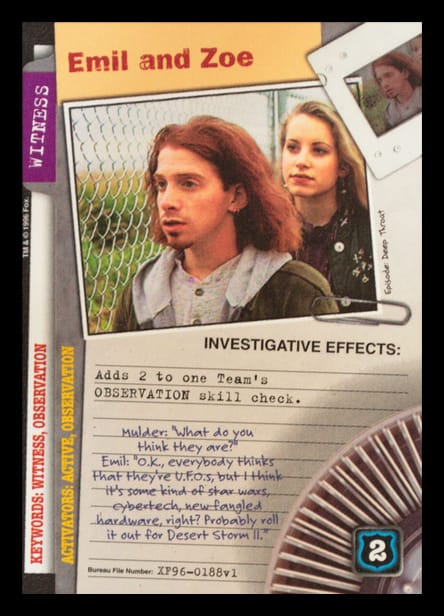 Emil and Zoe
WITNESS
TM & © 1996 Fox.
Episode: Deep Throat
INVESTIGATIVE EFFECTS:
Adds 2 to one Team's
OBSERVATION skill check.
Mulder: "What do you
think they are?"
Emil: "O.K., everybody thinks
that they're U.F.O.s, but I think
it's some kind of star wars,
cybertech, new-fangled
hardware, right? Probably roll
it out for Desert Storm II."
KEYWORDS: WITNESS, OBSERVATION
ACTIVATORS: ACTIVE, OBSERVATION
Bureau File Number: XF96-0188v1
2